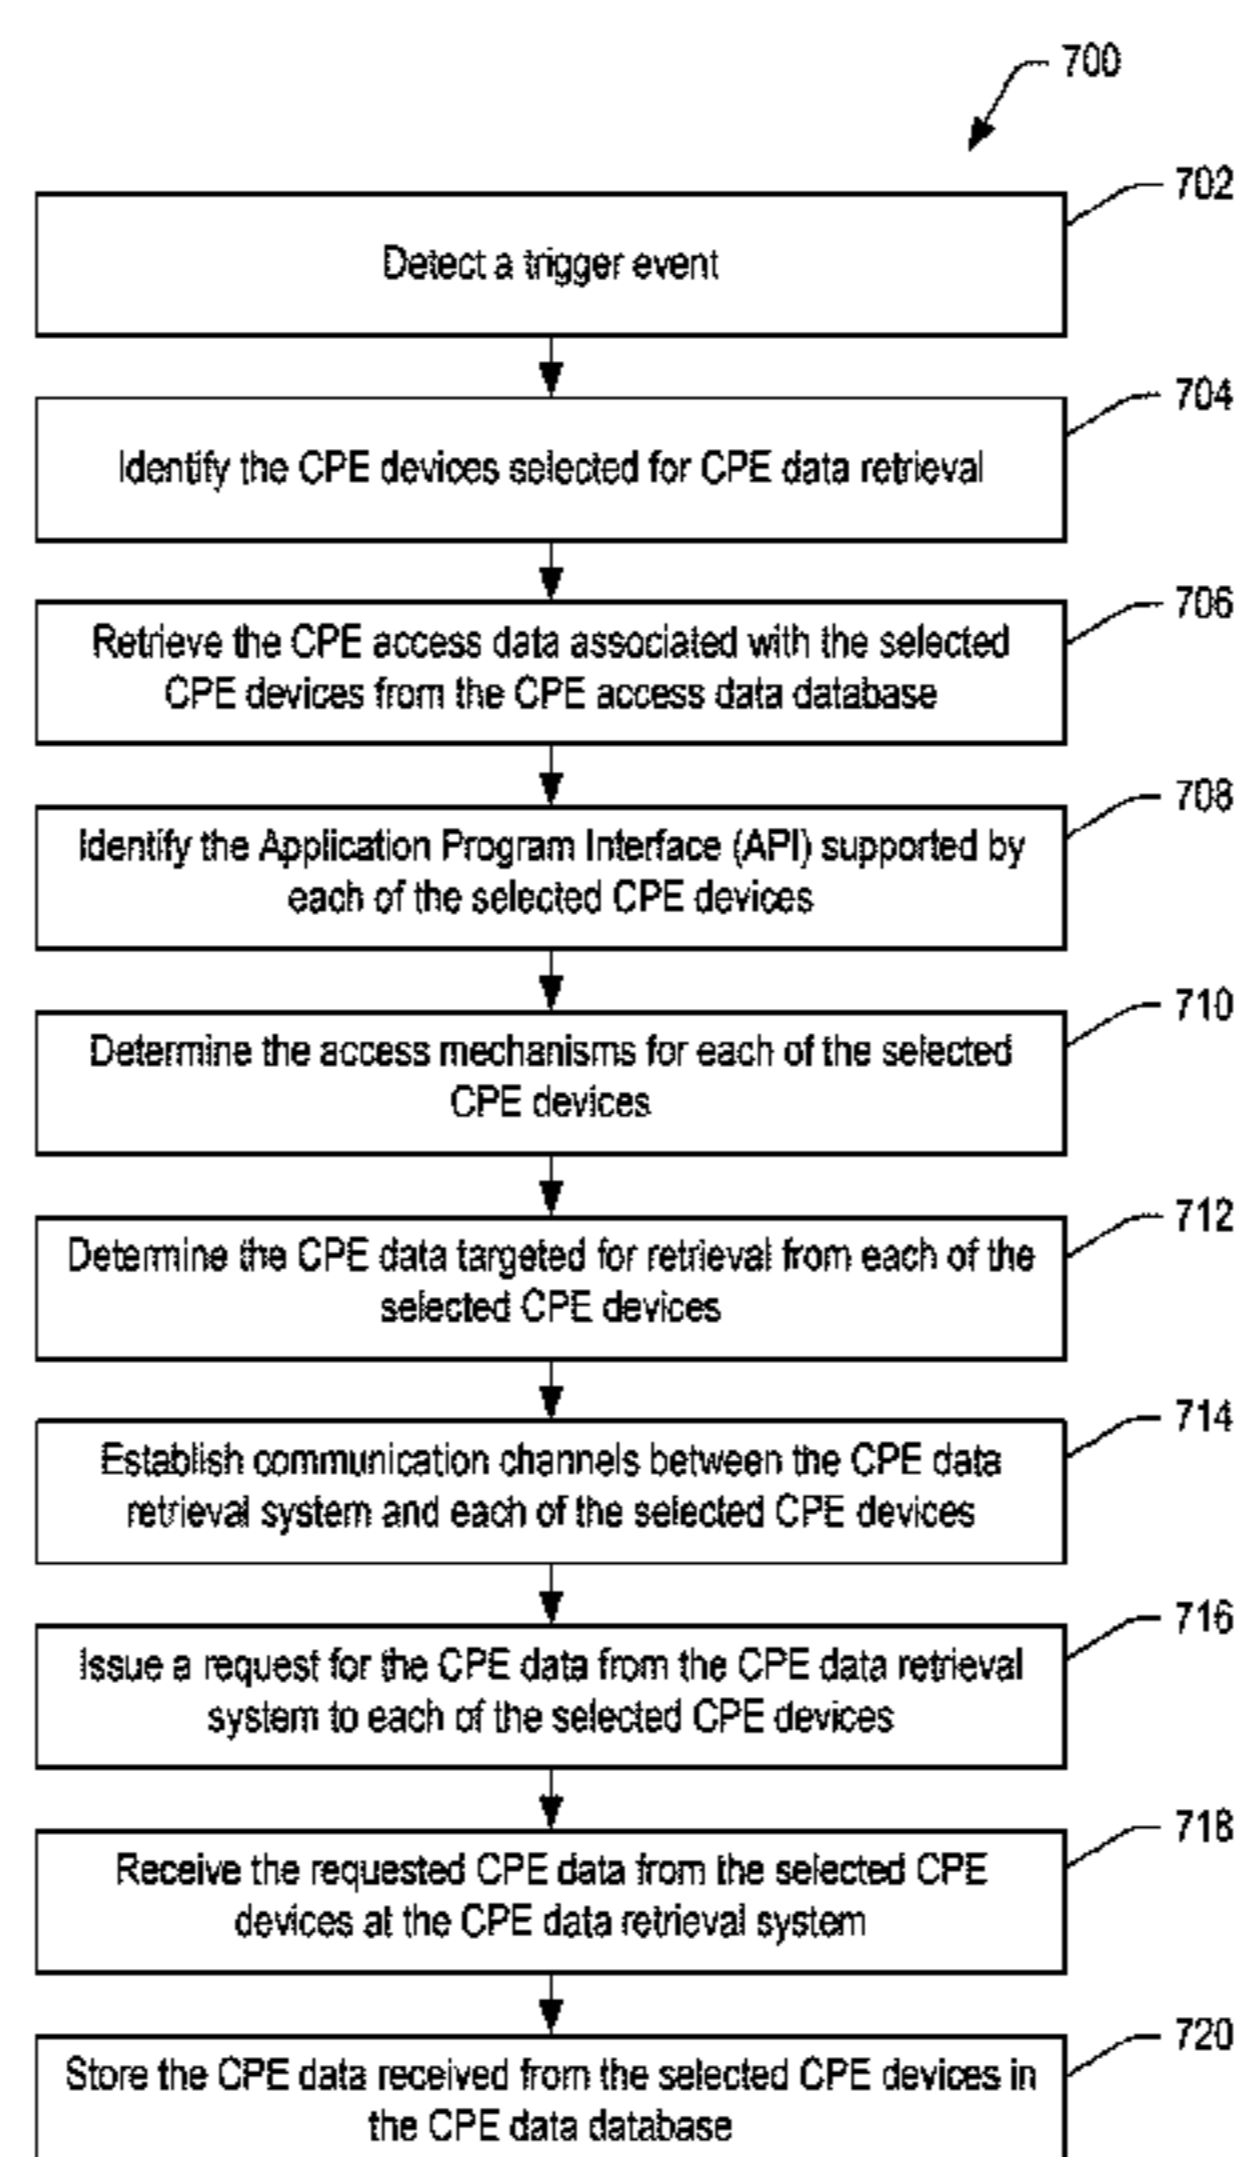 700
702
Detect a trigger event
704
Identify the CPE devices selected for CPE data retrieval
706
Retrieve the CPE access data associated with the selected
CPE devices from the CPE access data database
708
Identify the Application Program Interface (API) supported by
each of the selected CPE devices
710
Determine the access mechanisms for each of the selected
CPE devices
712
Determine the CPE data targeted for retrieval from each of the
selected CPE devices
714
Establish communication channels between the CPE data
retrieval system and each of the selected CPE devices
716
Issue a request for the CPE data from the CPE data retrieval
system to each of the selected CPE devices
718
Receive the requested CPE data from the selected CPE
devices at the CPE data retrieval system
720
Store the CPE data received from the selected CPE devices in
the CPE data database